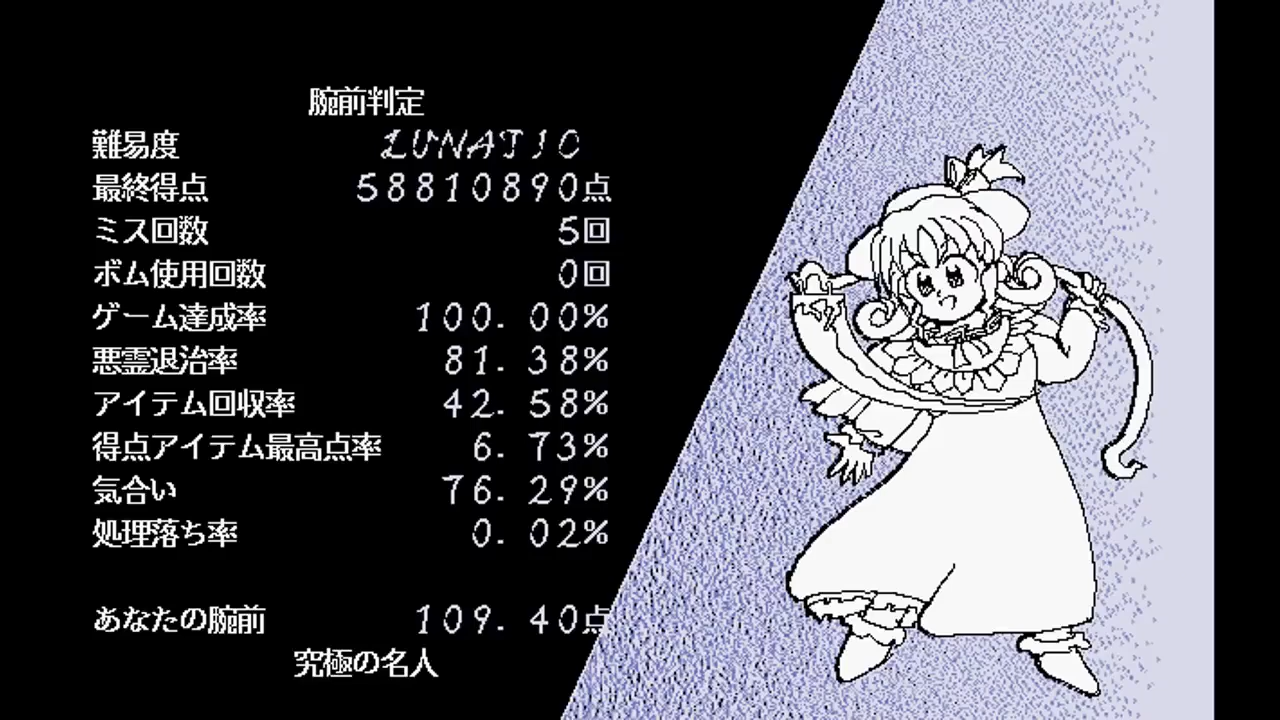 腕前判定
難易度 LUNATIC
最終得点 58810890点
ミス回数 5回
ボム使用回数 0回
ゲーム達成率 100.00%
悪霊退治率 81.38%
アイテム回収率 42.58%
得点アイテム最高点率 6.73%
気合い 76.29%
処理落ち率 0.02%
あなたの腕前 109.40点
究極の名人